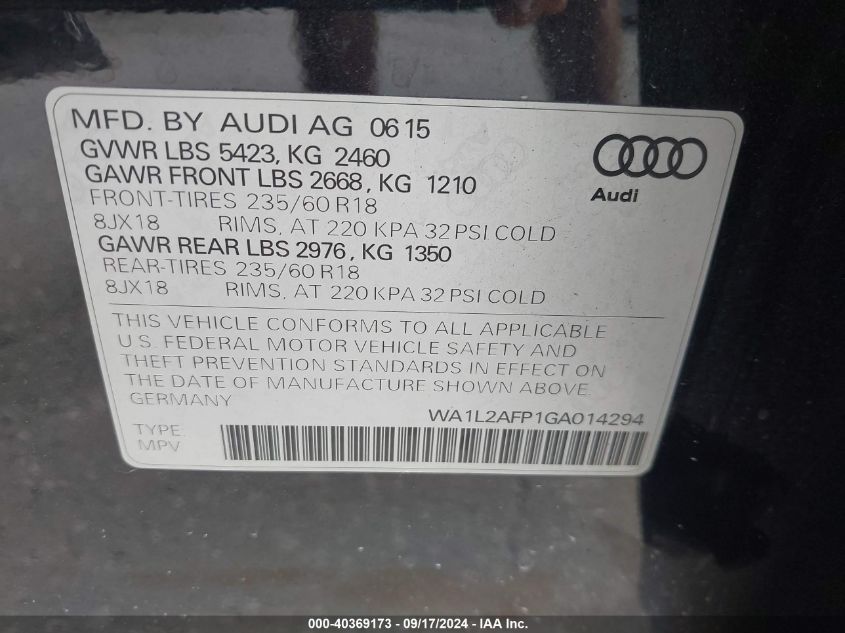 MFD. BY AUDI AG 06 15
GVWR LBS 5423, KG 2460
GAWR FRONT LBS 2668, KG 1210
FRONT-TIRES 235/60 R18
8JX18 RIMS, AT 220 KPA 32 PSI COLD
GAWR REAR LBS 2976, KG 1350
REAR-TIRES 235/60 R18
8JX18 RIMS, AT 220 KPA 32 PSI COLD
Audi
THIS VEHICLE CONFORMS TO ALL APPLICABLE
U.S. FEDERAL MOTOR VEHICLE SAFETY AND
THEFT PREVENTION STANDARDS IN EFFECT ON
THE DATE OF MANUFACTURE SHOWN ABOVE.
GERMANY
WA1L2AFP1GA014294
TYPE:
MPV
000-40369173 - 09/17/2024 - IAA Inc.